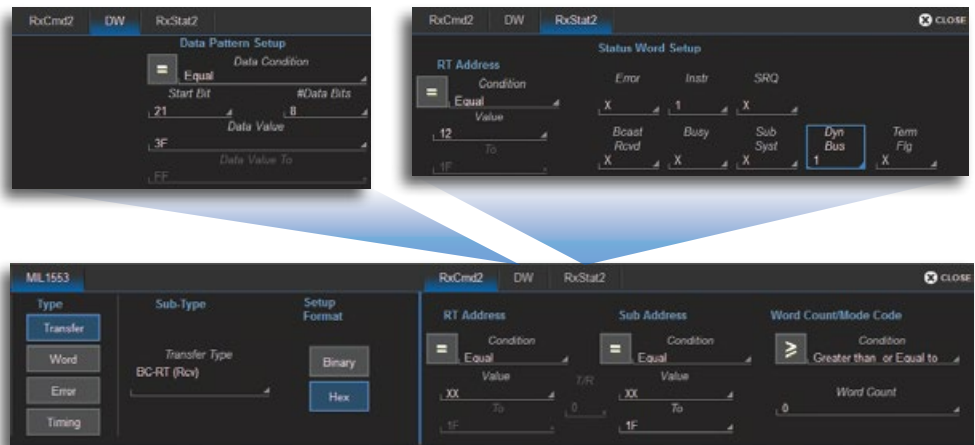 RxCmd2 DW RxStat2
Data Pattern Setup
Data Condition
= Equal
Start Bit #Data Bits
21 8
Data Value
3F
Data Value To
FF
RxCmd2 DW RxStat2 CLOSE
Status Word Setup
RT Address
Condition
= Equal
Value
12
To
1F
Error Instr SRQ
X 1 X
Bcast Rcvd Busy Sub Syst Dyn Bus Term Flg
X X X 1 X
MIL1553
Type Sub-Type Setup Format
Transfer
Word
Error
Timing
Transfer Type
BC-RT (Rcv)
Binary
Hex
RxCmd2 DW RxStat2 CLOSE
RT Address Sub Address Word Count/Mode Code
Condition Condition Condition
= Equal = Equal ≥ Greater than or Equal to
Value T/R Value Word Count
XX 0 XX 0
To To
1F 1F